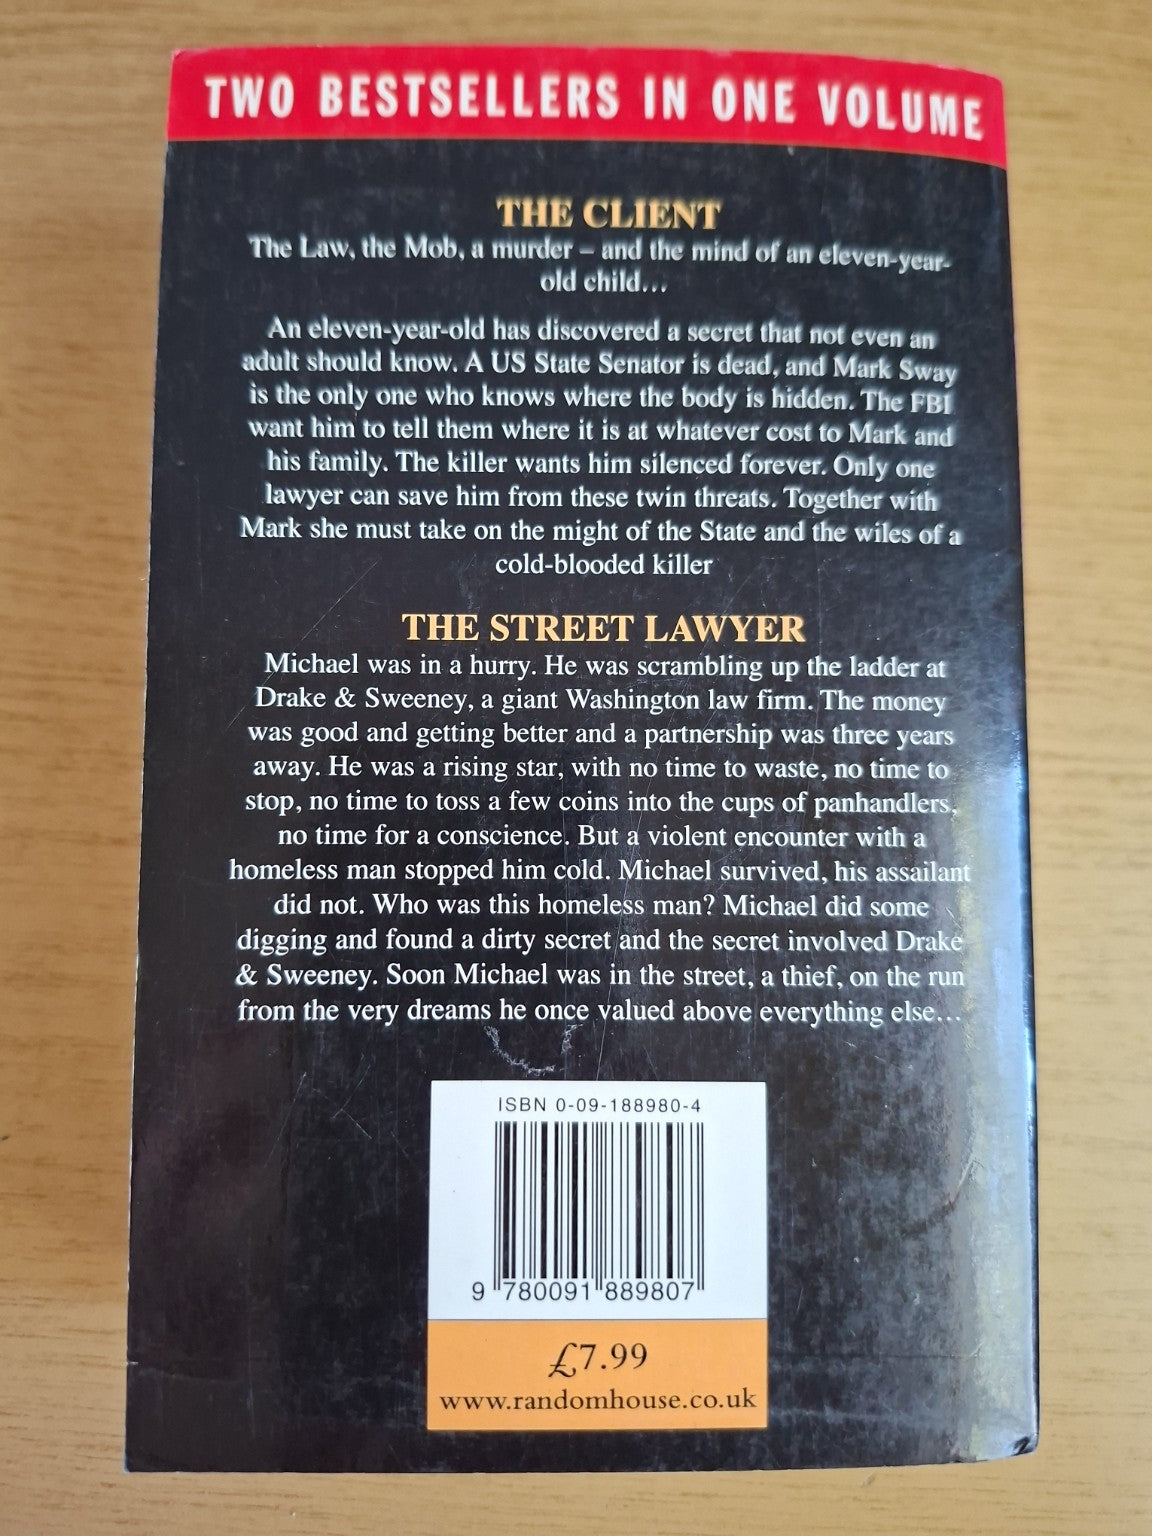 TWO BESTSELLERS IN ONE VOLUME
THE CLIENT
The Law, the Mob, a murder – and the mind of an eleven-year-
old child...
An eleven-year-old has discovered a secret that not even an
adult should know. A US State Senator is dead, and Mark Sway
is the only one who knows where the body is hidden. The FBI
want him to tell them where it is at whatever cost to Mark and
his family. The killer wants him silenced forever. Only one
lawyer can save him from these twin threats. Together with
Mark she must take on the might of the State and the wiles of a
cold-blooded killer
THE STREET LAWYER
Michael was in a hurry. He was scrambling up the ladder at
Drake & Sweeney, a giant Washington law firm. The money
was good and getting better and a partnership was three years
away. He was a rising star, with no time to waste, no time to
stop, no time to toss a few coins into the cups of panhandlers,
no time for a conscience. But a violent encounter with a
homeless man stopped him cold. Michael survived, his assailant
did not. Who was this homeless man? Michael did some
digging and found a dirty secret and the secret involved Drake
& Sweeney. Soon Michael was in the street, a thief, on the run
from the very dreams he once valued above everything else...
ISBN 0-09-188980-4
9 780091 889807
£7.99
www.randomhouse.co.uk